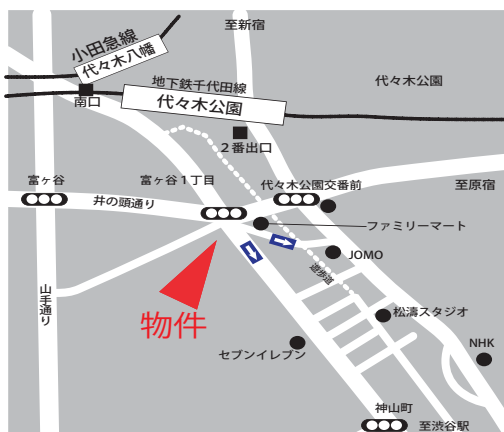 至新宿
小田急線
代々木八幡
地下鉄千代田線
代々木公園
代々木公園
南口
2番出口
富ヶ谷
富ヶ谷1丁目
代々木公園交番前
至原宿
井の頭通り
ファミリーマート
JOMO
遊歩道
山手通り
物件
松濤スタジオ
セブンイレブン
NHK
神山町
至渋谷駅